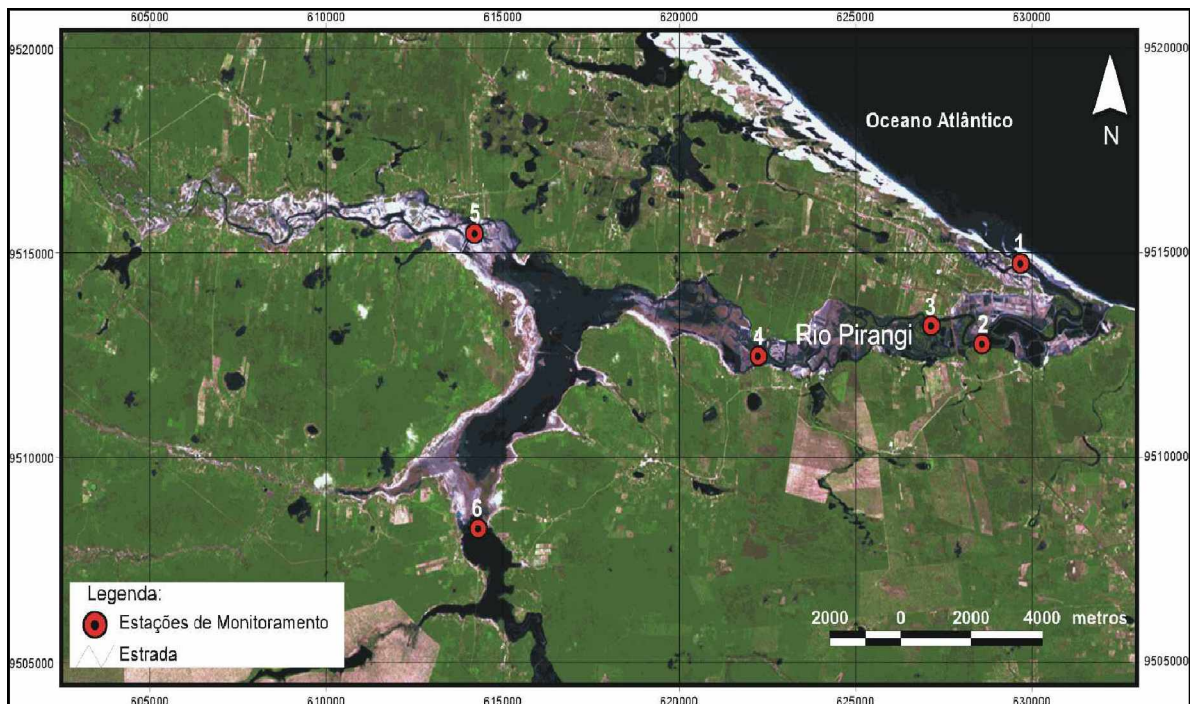 605000 610000 615000 620000 625000 630000
9520000 9520000
Oceano Atlântico
N
5
1
9515000 9515000
3
2
Rio Pirangi
4
9510000 9510000
6
Legenda:
Estações de Monitoramento
Estrada
2000 0 2000 4000 metros
9505000 9505000
605000 610000 615000 620000 625000 630000